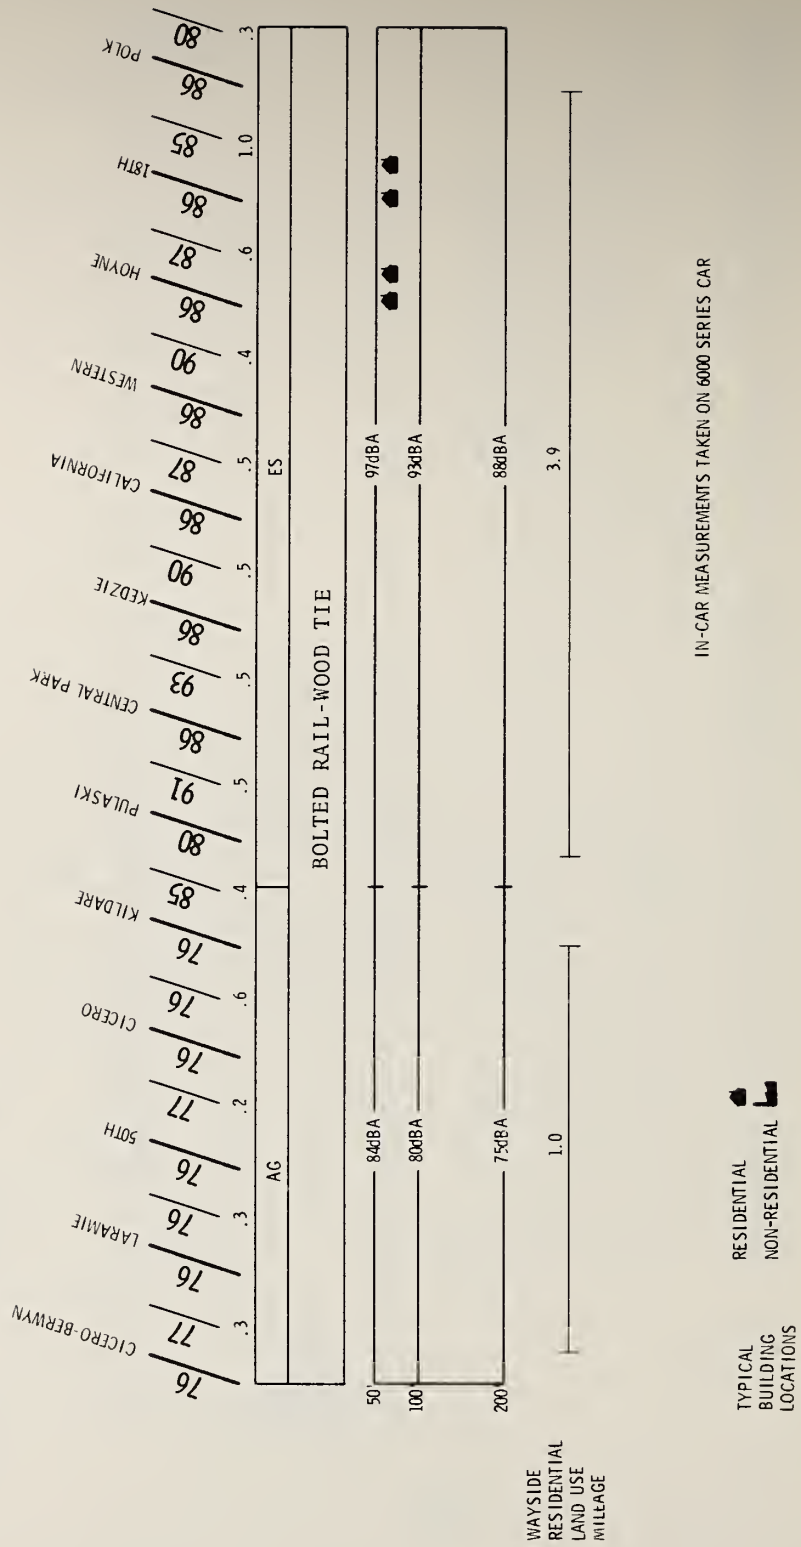 CICERO-BERWYN
LARAMIE
50TH
CICERO
KILDARE
PULASKI
CENTRAL PARK
KEDZIE
CALIFORNIA
WESTERN
HOYNE
18TH
POLK
76 77 76 76 76 77 76 76 76 85 80 91 86 93 86 90 86 87 86 90 86 87 86 85 86 80
.3 .3 .2 .6 .4 .5 .5 .5 .5 .4 .6 1.0 .3
AG ES
BOLTED RAIL-WOOD TIE
50' 84dBA 97dBA
100' 80dBA 93dBA
200' 75dBA 88dBA
WAYSIDE
RESIDENTIAL
LAND USE
MILEAGE
1.0 3.9
TYPICAL
BUILDING
LOCATIONS
RESIDENTIAL
NON-RESIDENTIAL
IN-CAR MEASUREMENTS TAKEN ON 6000 SERIES CAR